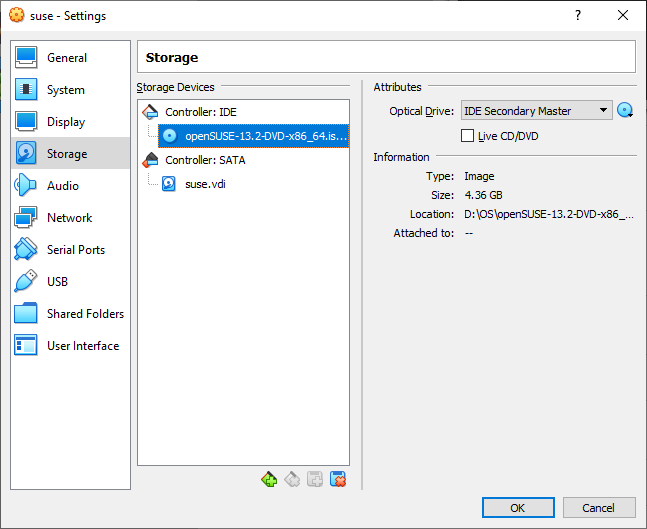 suse - Settings
General
System
Display
Storage
Audio
Network
Serial Ports
USB
Shared Folders
User Interface
Storage
Storage Devices
Controller: IDE
openSUSE-13.2-DVD-x86_64.is...
Controller: SATA
suse.vdi
Attributes
Optical Drive: IDE Secondary Master
Live CD/DVD
Information
Type: Image
Size: 4.36 GB
Location: D:\OS\openSUSE-13.2-DVD-x86_...
Attached to: --
OK Cancel